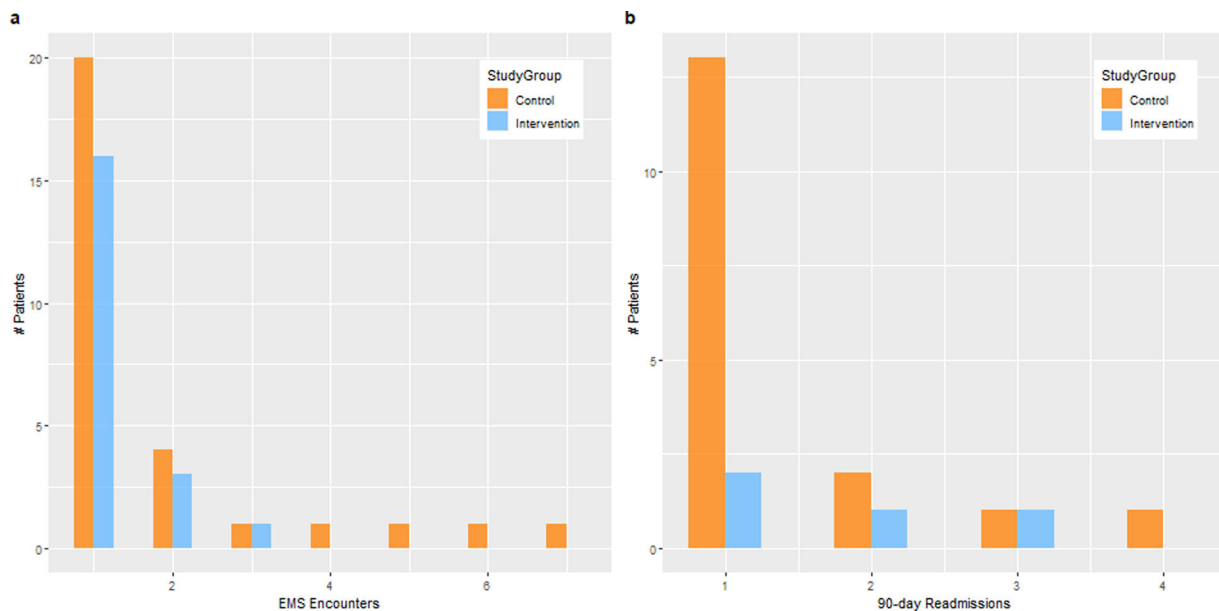 a
20
15
10
5
0
# Patients
2
4
6
EMS Encounters
StudyGroup
Control
Intervention
b
10
5
0
# Patients
1
2
3
4
90-day Readmissions
StudyGroup
Control
Intervention